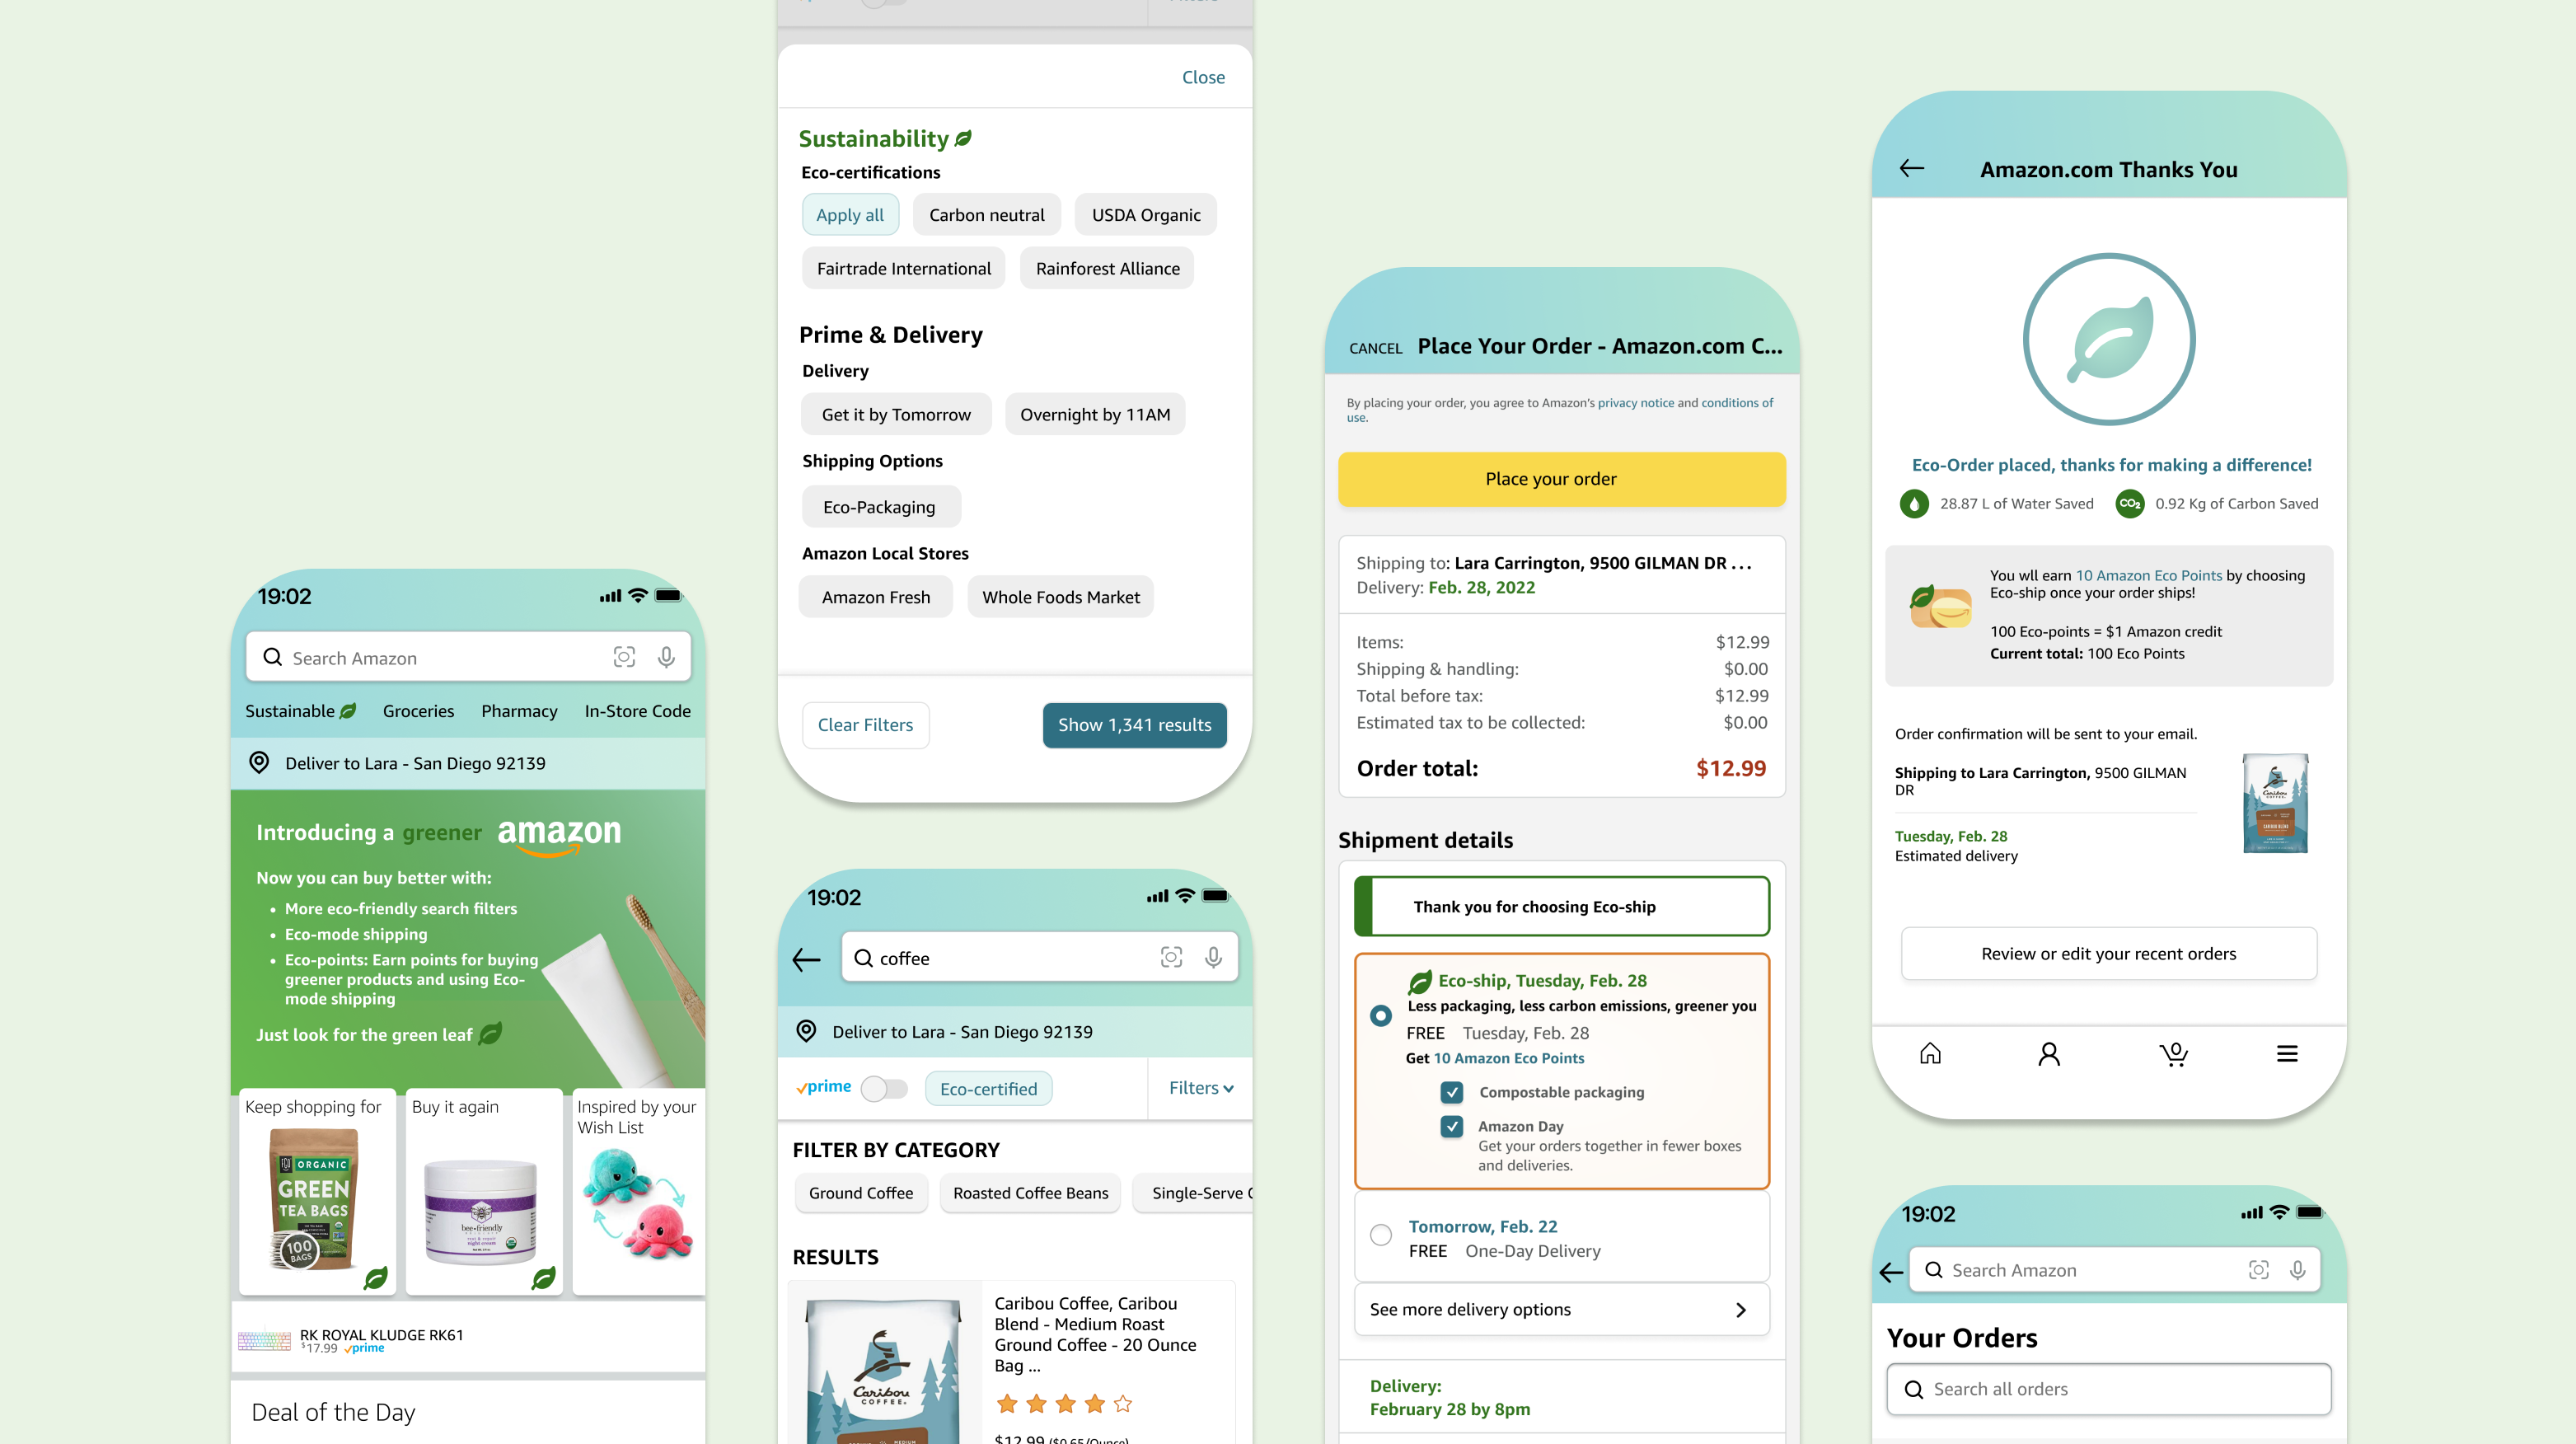 19:02
Search Amazon
Sustainable
Groceries
Pharmacy
In-Store Code
Deliver to Lara - San Diego 92139
Introducing a greener amazon
Now you can buy better with:
• More eco-friendly search filters
• Eco-mode shipping
• Eco-points: Earn points for buying
greener products and using Eco-
mode shipping
Just look for the green leaf
Keep shopping for
ORGANIC
GREEN
TEA BAGS
100
BAGS
Buy it again
bee·friendly
night cream
Inspired by your
Wish List
RK ROYAL KLUDGE RK61
$17.99 prime
Deal of the Day
Close
Sustainability
Eco-certifications
Apply all
Carbon neutral
USDA Organic
Fairtrade International
Rainforest Alliance
Prime & Delivery
Delivery
Get it by Tomorrow
Overnight by 11AM
Shipping Options
Eco-Packaging
Amazon Local Stores
Amazon Fresh
Whole Foods Market
Clear Filters
Show 1,341 results
19:02
coffee
Deliver to Lara - San Diego 92139
prime
Eco-certified
Filters
FILTER BY CATEGORY
Ground Coffee
Roasted Coffee Beans
Single-Serve
RESULTS
Caribou
COFFEE
Caribou Coffee, Caribou
Blend - Medium Roast
Ground Coffee - 20 Ounce
Bag ...
$12.99 ($0.65/Ounce)
CANCEL
Place Your Order - Amazon.com C...
By placing your order, you agree to Amazon's privacy notice and conditions of
use.
Place your order
Shipping to: Lara Carrington, 9500 GILMAN DR ...
Delivery: Feb. 28, 2022
Items: $12.99
Shipping & handling: $0.00
Total before tax: $12.99
Estimated tax to be collected: $0.00
Order total: $12.99
Shipment details
Thank you for choosing Eco-ship
Eco-ship, Tuesday, Feb. 28
Less packaging, less carbon emissions, greener you
FREE Tuesday, Feb. 28
Get 10 Amazon Eco Points
Compostable packaging
Amazon Day
Get your orders together in fewer boxes
and deliveries.
Tomorrow, Feb. 22
FREE One-Day Delivery
See more delivery options
Delivery:
February 28 by 8pm
Amazon.com Thanks You
Eco-Order placed, thanks for making a difference!
28.87 L of Water Saved
CO2
0.92 Kg of Carbon Saved
You wll earn 10 Amazon Eco Points by choosing
Eco-ship once your order ships!
100 Eco-points = $1 Amazon credit
Current total: 100 Eco Points
Order confirmation will be sent to your email.
Shipping to Lara Carrington, 9500 GILMAN
DR
Caribou
COFFEE
CARIBOU BLEND
Tuesday, Feb. 28
Estimated delivery
Review or edit your recent orders
0
19:02
Search Amazon
Your Orders
Search all orders